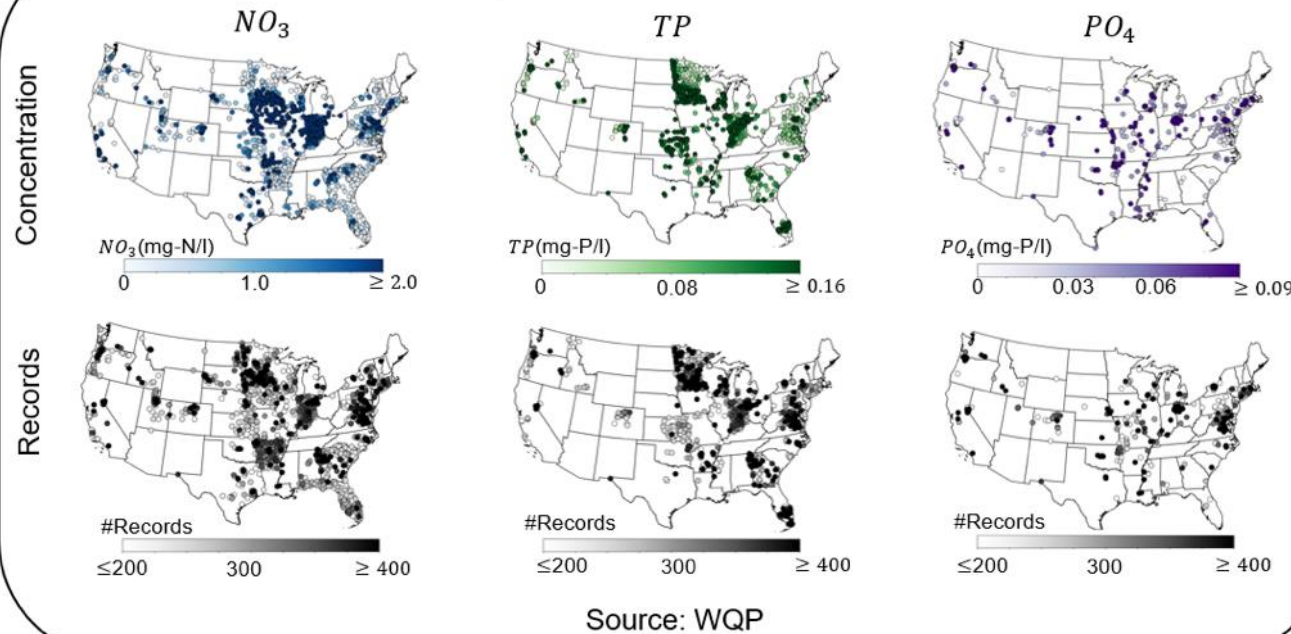 NO₃ TP PO₄
Concentration
NO₃(mg-N/l) TP(mg-P/l) PO₄(mg-P/l)
0 1.0 ≥ 2.0 0 0.08 ≥ 0.16 0 0.03 0.06 ≥ 0.09
Records
#Records #Records #Records
≤200 300 ≥ 400 ≤200 300 ≥ 400 ≤200 300 ≥ 400
Source: WQP